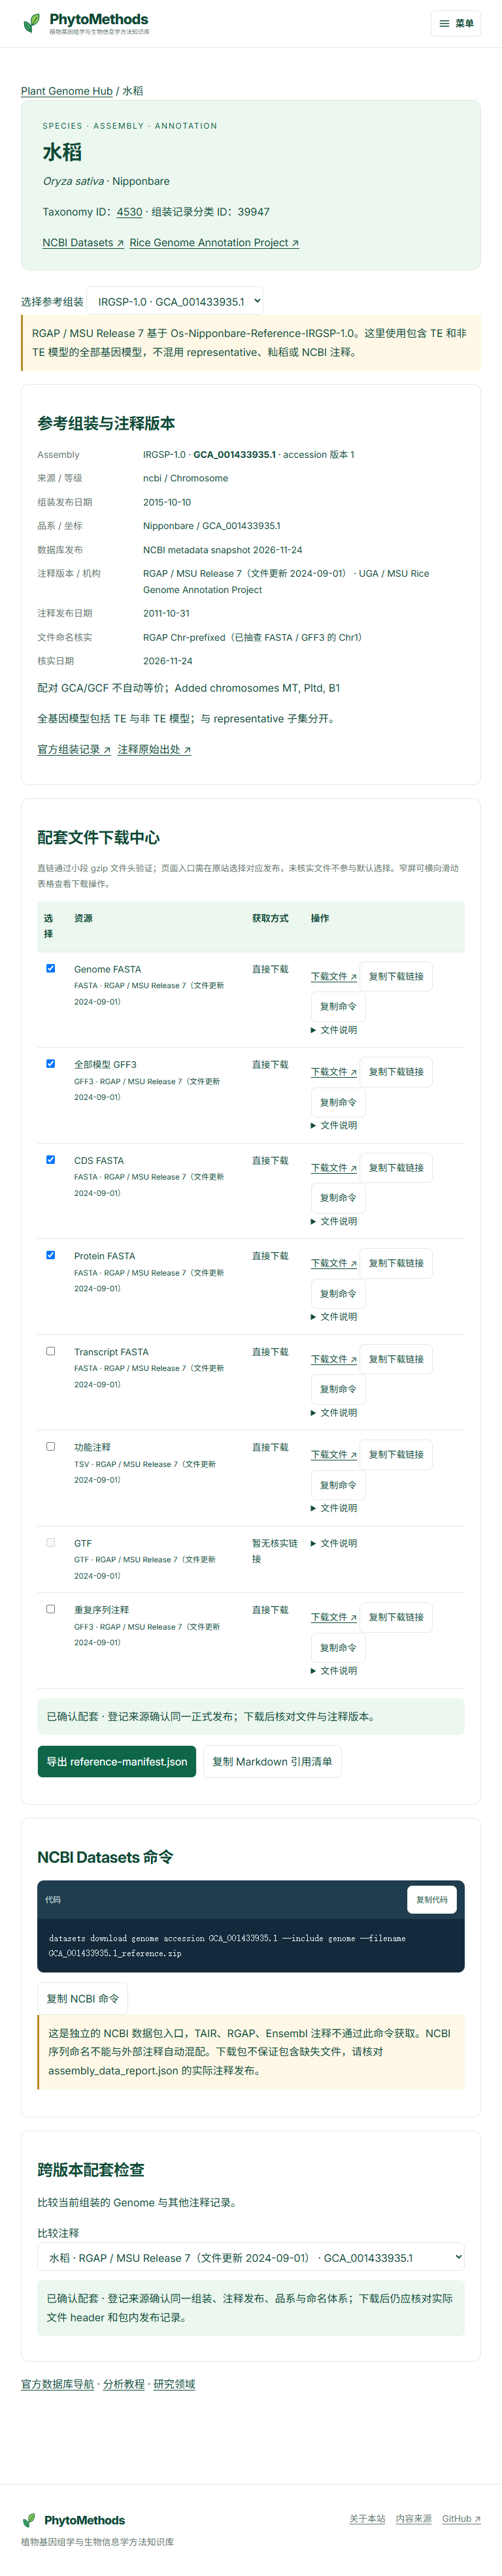 PhytoMethods
植物基因组学与生物信息学方法知识库
菜单
Plant Genome Hub / 水稻
SPECIES · ASSEMBLY · ANNOTATION
水稻
Oryza sativa · Nipponbare
Taxonomy ID：4530 · 组装记录分类 ID：39947
NCBI Datasets ↗ Rice Genome Annotation Project ↗
选择参考组装 IRGSP-1.0 · GCA_001433935.1
RGAP / MSU Release 7 基于 Os-Nipponbare-Reference-IRGSP-1.0。这里使用包含 TE 和非
TE 模型的全部基因模型，不混用 representative、籼稻或 NCBI 注释。
参考组装与注释版本
Assembly IRGSP-1.0 · GCA_001433935.1 · accession 版本 1
来源 / 等级 ncbi / Chromosome
组装发布日期 2015-10-10
品系 / 坐标 Nipponbare / GCA_001433935.1
数据库发布 NCBI metadata snapshot 2026-11-24
注释版本 / 机构 RGAP / MSU Release 7（文件更新 2024-09-01） · UGA / MSU Rice
Genome Annotation Project
注释发布日期 2011-10-31
文件命名核实 RGAP Chr-prefixed（已抽查 FASTA / GFF3 的 Chr1）
核实日期 2026-11-24
配对 GCA/GCF 不自动等价；Added chromosomes MT, Pltd, B1
全基因模型包括 TE 与非 TE 模型；与 representative 子集分开。
官方组装记录 ↗ 注释原始出处 ↗
配套文件下载中心
直链通过小段 gzip 文件头验证；页面入口需在原站选择对应发布，未核实文件不参与默认选择。窄屏可横向滑动
表格查看下载操作。
选
择 资源 获取方式 操作
Genome FASTA 直接下载 下载文件 ↗ 复制下载链接
FASTA · RGAP / MSU Release 7（文件更新
2024-09-01）
复制命令
▶ 文件说明
全部模型 GFF3 直接下载 下载文件 ↗ 复制下载链接
GFF3 · RGAP / MSU Release 7（文件更新
2024-09-01）
复制命令
▶ 文件说明
CDS FASTA 直接下载 下载文件 ↗ 复制下载链接
FASTA · RGAP / MSU Release 7（文件更新
2024-09-01）
复制命令
▶ 文件说明
Protein FASTA 直接下载 下载文件 ↗ 复制下载链接
FASTA · RGAP / MSU Release 7（文件更新
2024-09-01）
复制命令
▶ 文件说明
Transcript FASTA 直接下载 下载文件 ↗ 复制下载链接
FASTA · RGAP / MSU Release 7（文件更新
2024-09-01）
复制命令
▶ 文件说明
功能注释 直接下载 下载文件 ↗ 复制下载链接
TSV · RGAP / MSU Release 7（文件更新
2024-09-01）
复制命令
▶ 文件说明
GTF 暂无核实链
接 ▶ 文件说明
GTF · RGAP / MSU Release 7（文件更新
2024-09-01）
重复序列注释 直接下载 下载文件 ↗ 复制下载链接
GFF3 · RGAP / MSU Release 7（文件更新
2024-09-01）
复制命令
▶ 文件说明
已确认配套 · 登记来源确认同一正式发布；下载后核对文件与注释版本。
导出 reference-manifest.json 复制 Markdown 引用清单
NCBI Datasets 命令
代码 复制代码
datasets download genome accession GCA_001433935.1 --include genome --filename
GCA_001433935.1_reference.zip
复制 NCBI 命令
这是独立的 NCBI 数据包入口，TAIR、RGAP、Ensembl 注释不通过此命令获取。NCBI
序列命名不能与外部注释自动混配。下载包不保证包含缺失文件，请核对
assembly_data_report.json 的实际注释发布。
跨版本配套检查
比较当前组装的 Genome 与其他注释记录。
比较注释
水稻 · RGAP / MSU Release 7（文件更新 2024-09-01） · GCA_001433935.1
已确认配套 · 登记来源确认同一组装、注释发布、品系与命名体系；下载后仍应核对实际
文件 header 和包内发布记录。
官方数据库导航 · 分析教程 · 研究领域
PhytoMethods
关于本站 内容来源 GitHub ↗
植物基因组学与生物信息学方法知识库